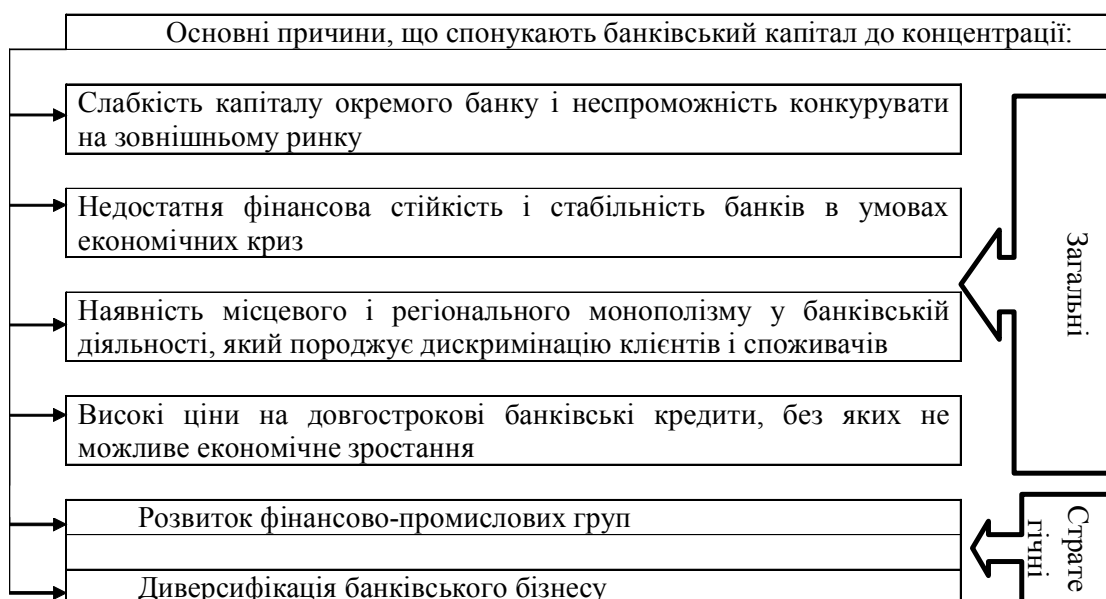 Основні причини, що спонукають банківський капітал до концентрації:
Слабкість капіталу окремого банку і неспроможність конкурувати
на зовнішньому ринку
Недостатня фінансова стійкість і стабільність банків в умовах
економічних криз
Наявність місцевого і регіонального монополізму у банківській
діяльності, який породжує дискримінацію клієнтів і споживачів
Високі ціни на довгострокові банківські кредити, без яких не
можливе економічне зростання
Загальні
Розвиток фінансово-промислових груп
Диверсифікація банківського бізнесу
Страте
гічні